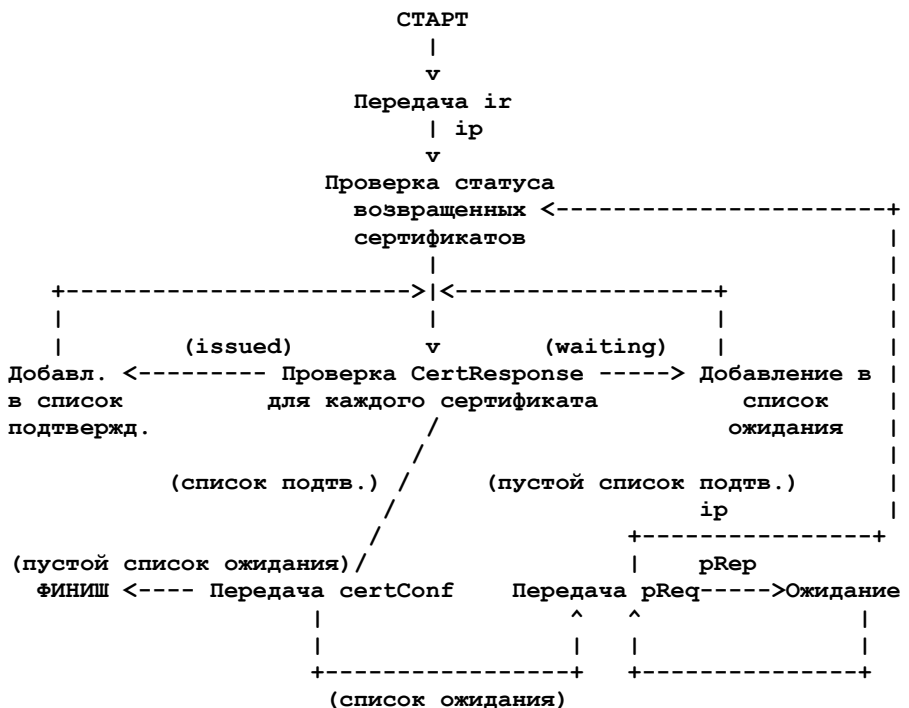 СТАРТ
Передача ir
ip
Проверка статуса
возвращенных
сертификатов
(issued) (waiting)
Добавл. Проверка CertResponse Добавление в
в список для каждого сертификата список
подтвержд. ожидания
(список подтв.) (пустой список подтв.)
ip
(пустой список ожидания) pRep
ФИНИШ Передача certConf Передача pReq Ожидание
(список ожидания)